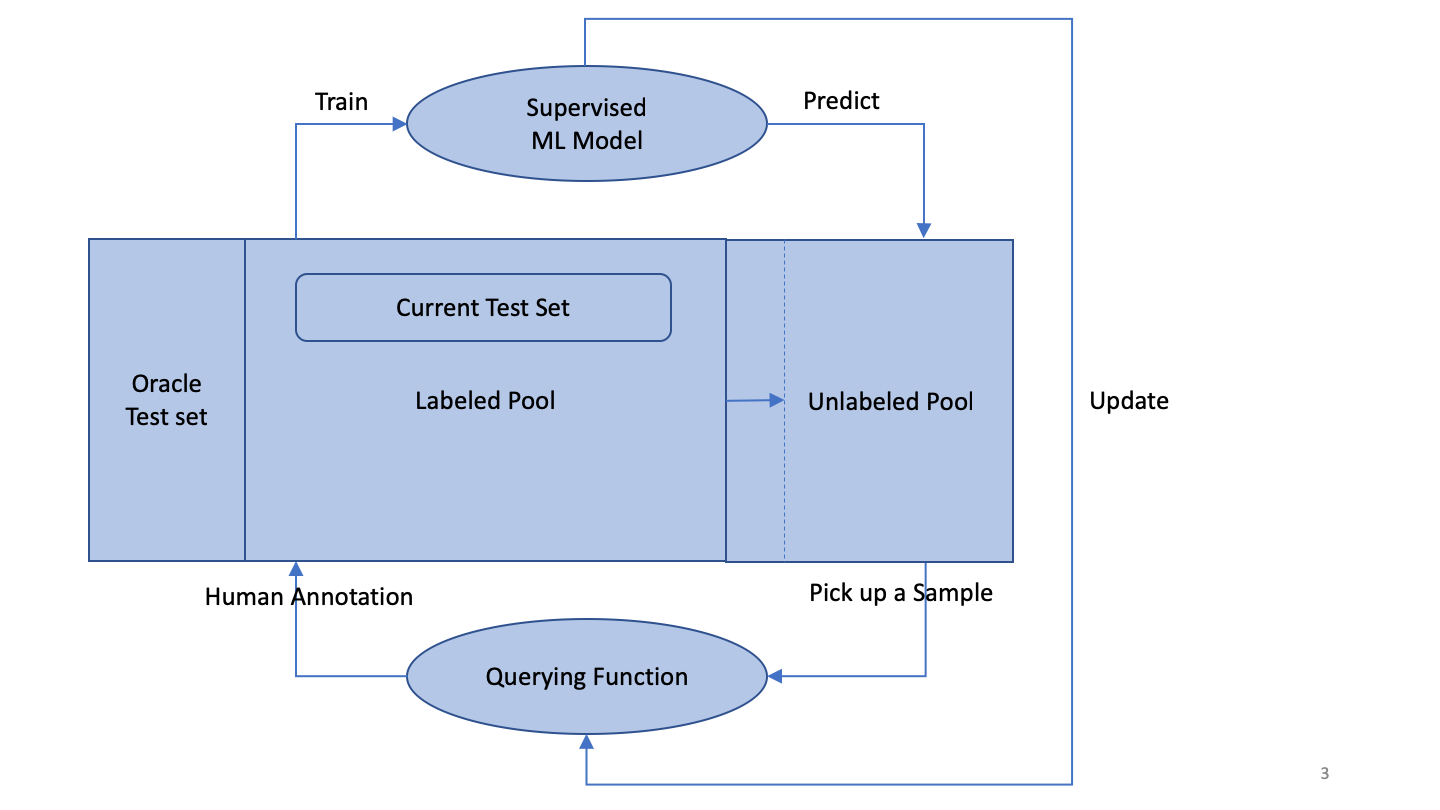 Train
Supervised
ML Model
Predict
Current Test Set
Oracle
Test set
Labeled Pool
Unlabeled Pool
Update
Human Annotation
Pick up a Sample
Querying Function
3